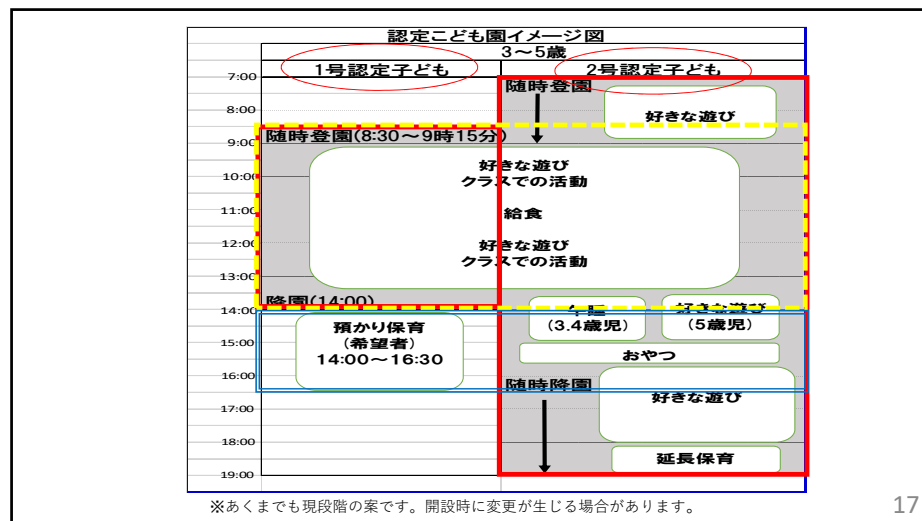 認定こども園イメージ図
3～5歳
1号認定子ども
2号認定子ども
7:00
随時登園
好きな遊び
8:00
随時登園(8:30～9時15分)
9:00
好きな遊び
クラスでの活動
10:00
給食
11:00
好きな遊び
クラスでの活動
12:00
13:00
降園(14:00)
14:00
預かり保育
(希望者)
14:00～16:30
午睡
(3.4歳児)
好きな遊び
(5歳児)
15:00
おやつ
16:00
随時降園
好きな遊び
17:00
18:00
延長保育
19:00
※あくまでも現段階の案です。開設時に変更が生じる場合があります。
17